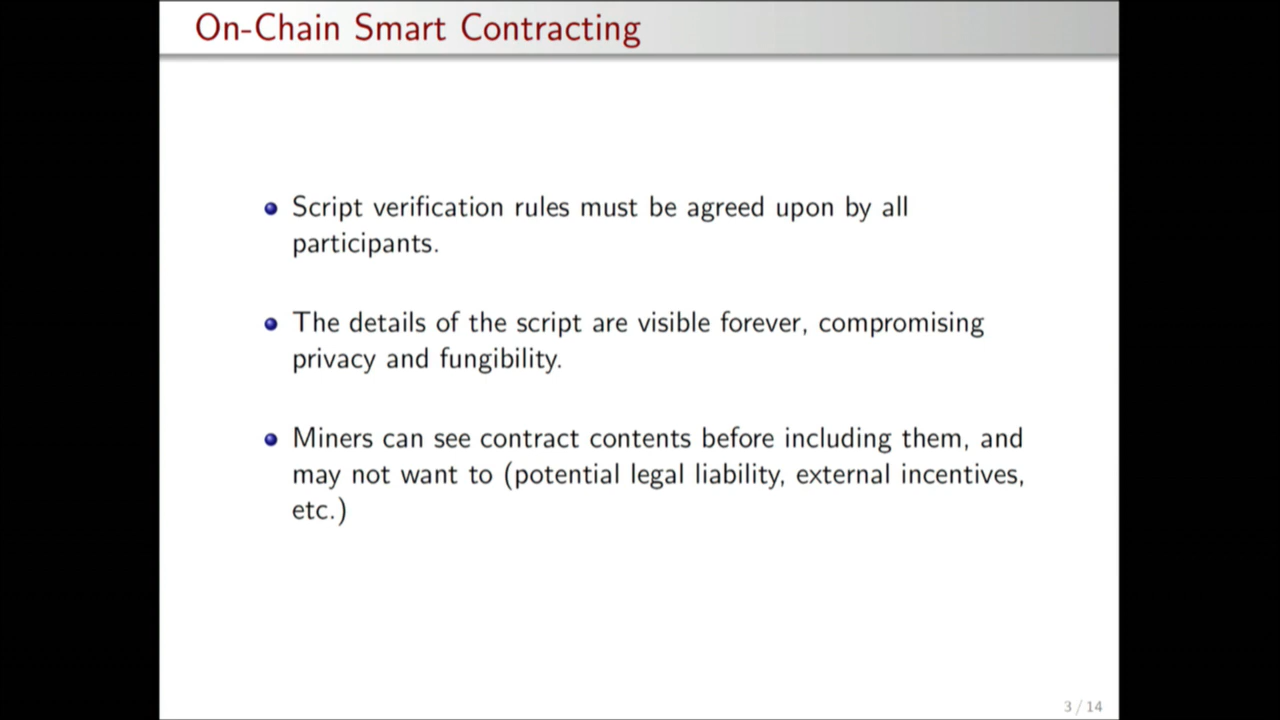 On-Chain Smart Contracting
Script verification rules must be agreed upon by all
participants.
The details of the script are visible forever, compromising
privacy and fungibility.
Miners can see contract contents before including them, and
may not want to (potential legal liability, external incentives,
etc.)
3 / 14